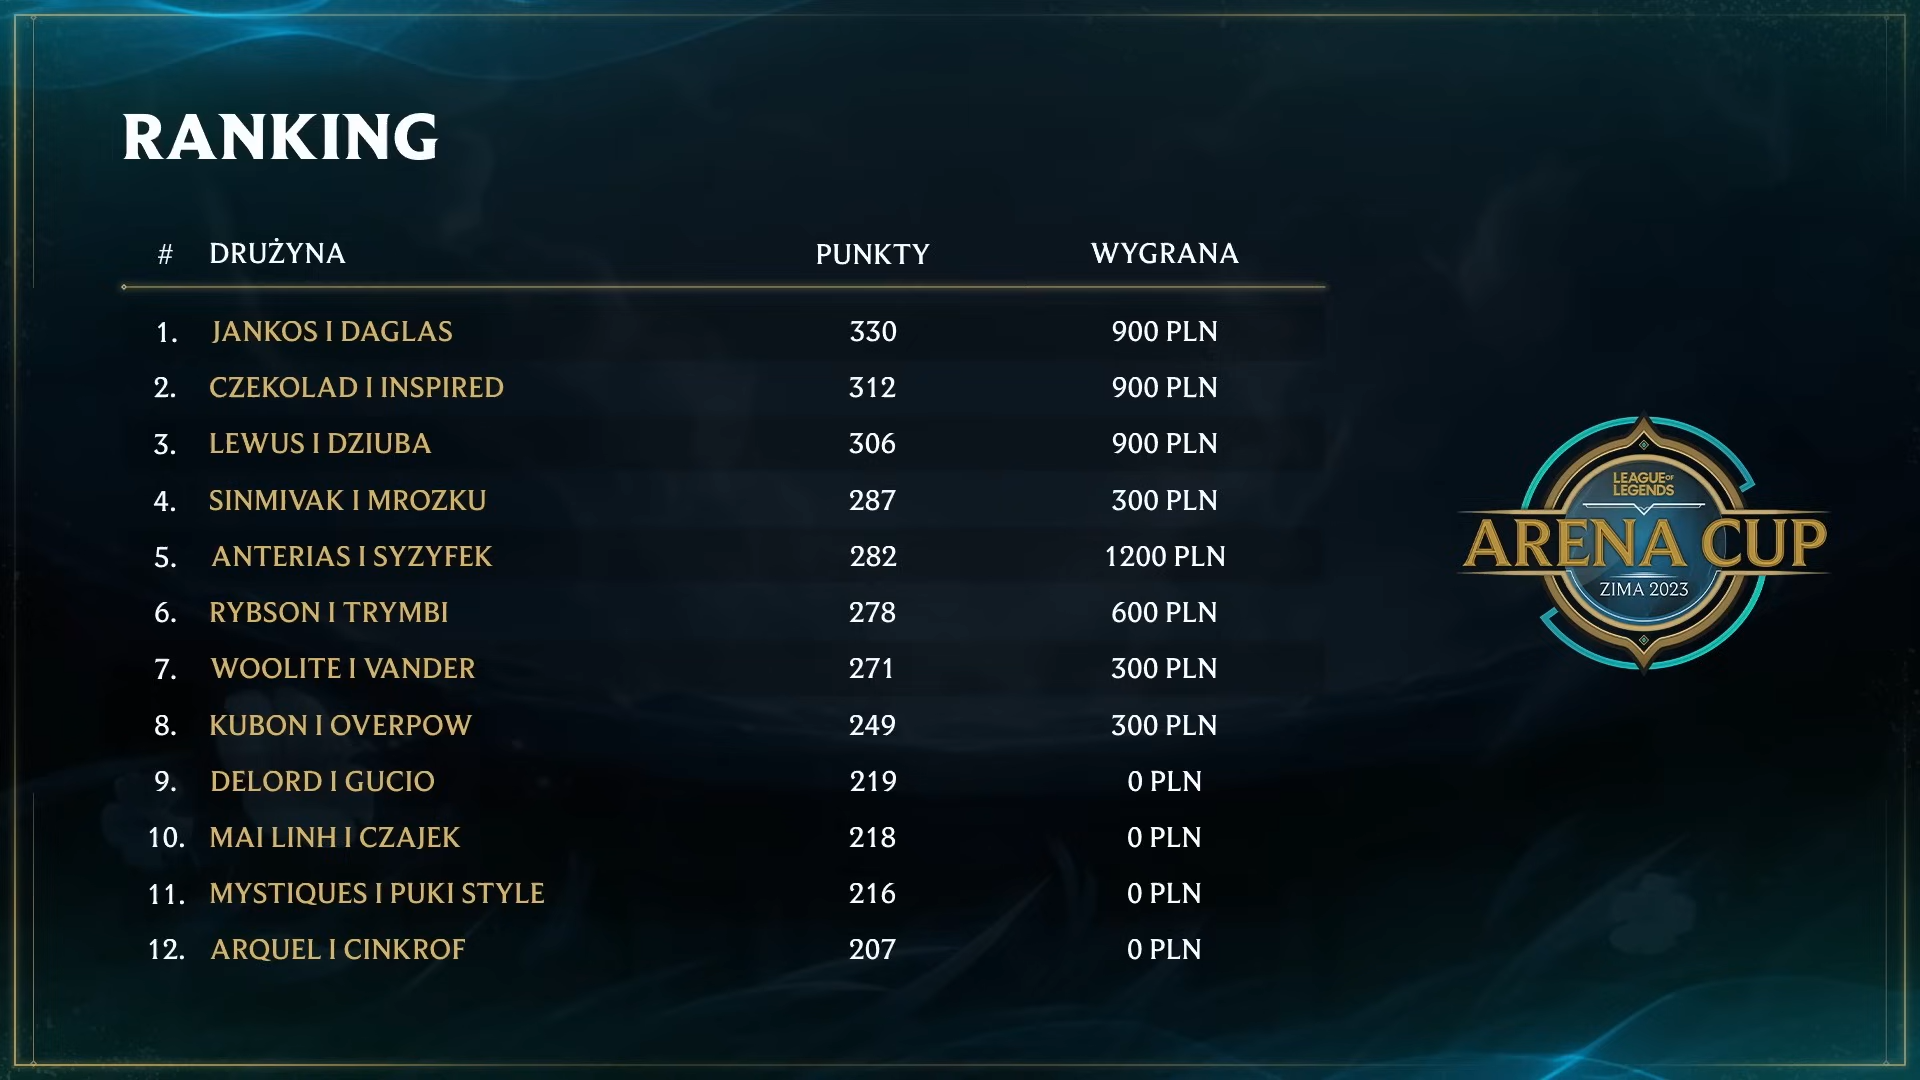 RANKING
# DRUŻYNA PUNKTY WYGRANA
1. JANKOS I DAGLAS 330 900 PLN
2. CZEKOLAD I INSPIRED 312 900 PLN
3. LEWUS I DZIUBA 306 900 PLN
4. SINMIVAK I MROZKU 287 300 PLN
5. ANTERIAS I SYZYFEK 282 1200 PLN
6. RYBSON I TRYMBI 278 600 PLN
7. WOOLITE I VANDER 271 300 PLN
8. KUBON I OVERPOW 249 300 PLN
9. DELORD I GUCIO 219 0 PLN
10. MAI LINH I CZAJEK 218 0 PLN
11. MYSTIQUES I PUKI STYLE 216 0 PLN
12. ARQUEL I CINKROF 207 0 PLN
LEAGUE OF
LEGENDS
ARENA CUP
ZIMA 2023